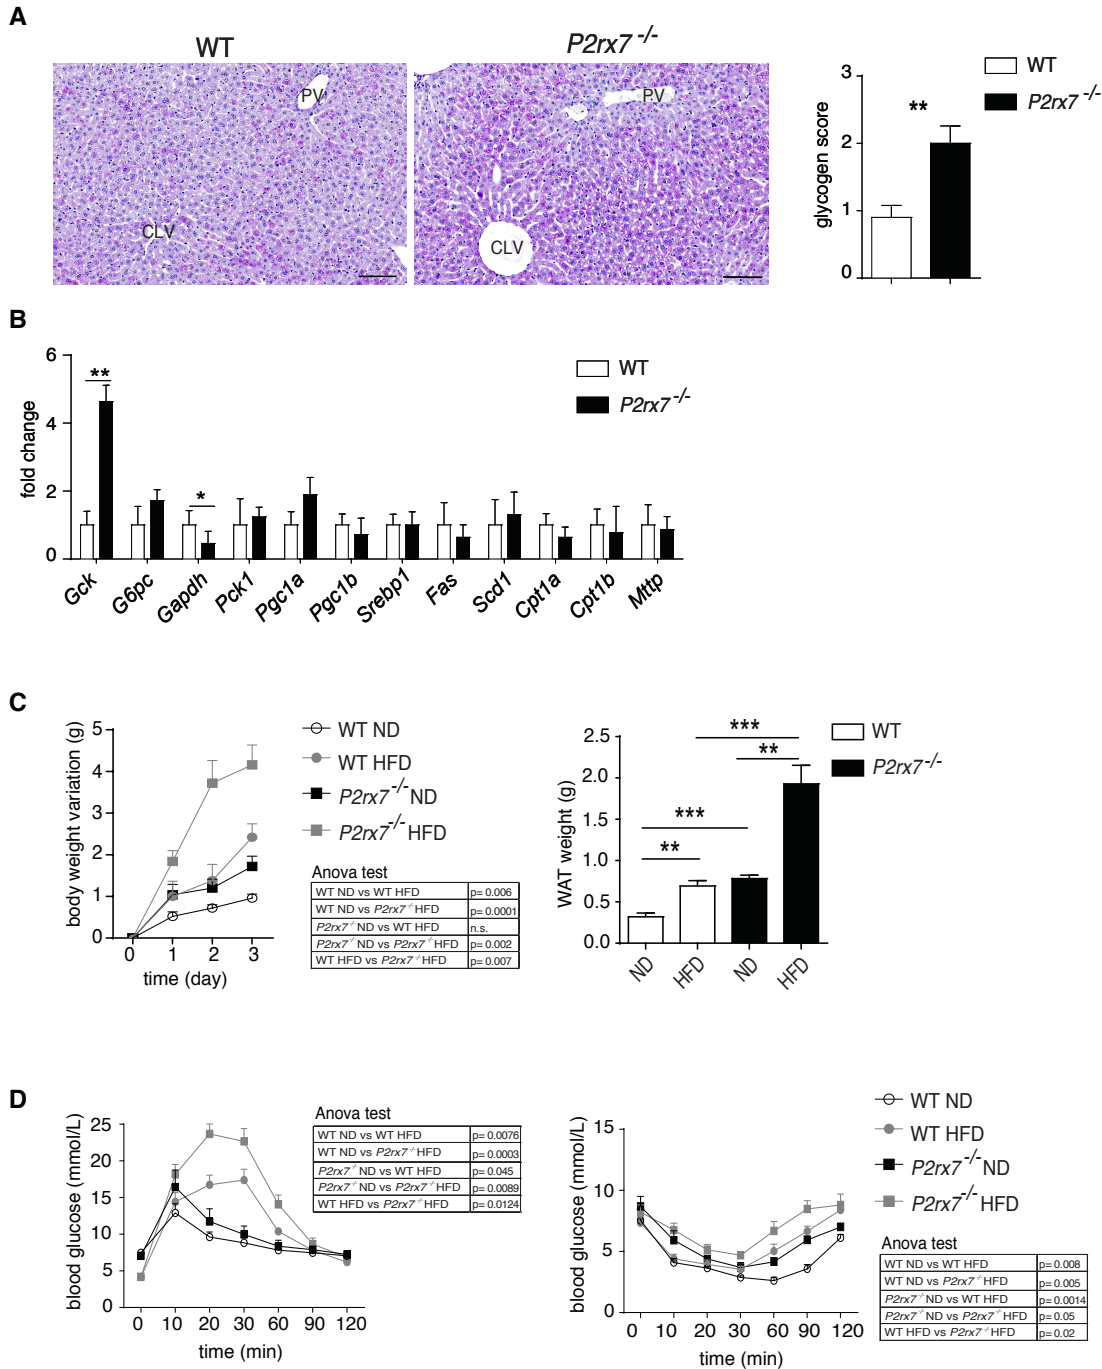 A
WT
P2rx7 -/-
PV
CLV
PV
CLV
glycogen score
3
2
1
0
**
WT
P2rx7 -/-
B
fold change
6
4
2
0
**
*
WT
P2rx7 -/-
Gck
G6pc
Gapdh
Pck1
Pgc1a
Pgc1b
Srebp1
Fas
Scd1
Cpt1a
Cpt1b
Mttp
C
body weight variation (g)
5
4
3
2
1
0
0 1 2 3
time (day)
WT ND
WT HFD
P2rx7 -/- ND
P2rx7 -/- HFD
Anova test
WT ND vs WT HFD p= 0.006
WT ND vs P2rx7 -/- HFD p= 0.0001
P2rx7 -/- ND vs WT HFD n.s.
P2rx7 -/- ND vs P2rx7 -/- HFD p= 0.002
WT HFD vs P2rx7 -/- HFD p= 0.007
WAT weight (g)
2.5
2.0
1.5
1.0
0.5
0.0
***
**
***
**
ND HFD ND HFD
WT
P2rx7 -/-
D
blood glucose (mmol/L)
25
20
15
10
5
0
0 10 20 30 60 90 120
time (min)
Anova test
WT ND vs WT HFD p= 0.0076
WT ND vs P2rx7 -/- HFD p= 0.0003
P2rx7 -/- ND vs WT HFD p= 0.045
P2rx7 -/- ND vs P2rx7 -/- HFD p= 0.0089
WT HFD vs P2rx7 -/- HFD p= 0.0124
blood glucose (mmol/L)
15
10
5
0
0 10 20 30 60 90 120
time (min)
WT ND
WT HFD
P2rx7 -/- ND
P2rx7 -/- HFD
Anova test
WT ND vs WT HFD p= 0.008
WT ND vs P2rx7 -/- HFD p= 0.005
P2rx7 -/- ND vs WT HFD p= 0.0014
P2rx7 -/- ND vs P2rx7 -/- HFD p= 0.05
WT HFD vs P2rx7 -/- HFD p= 0.02